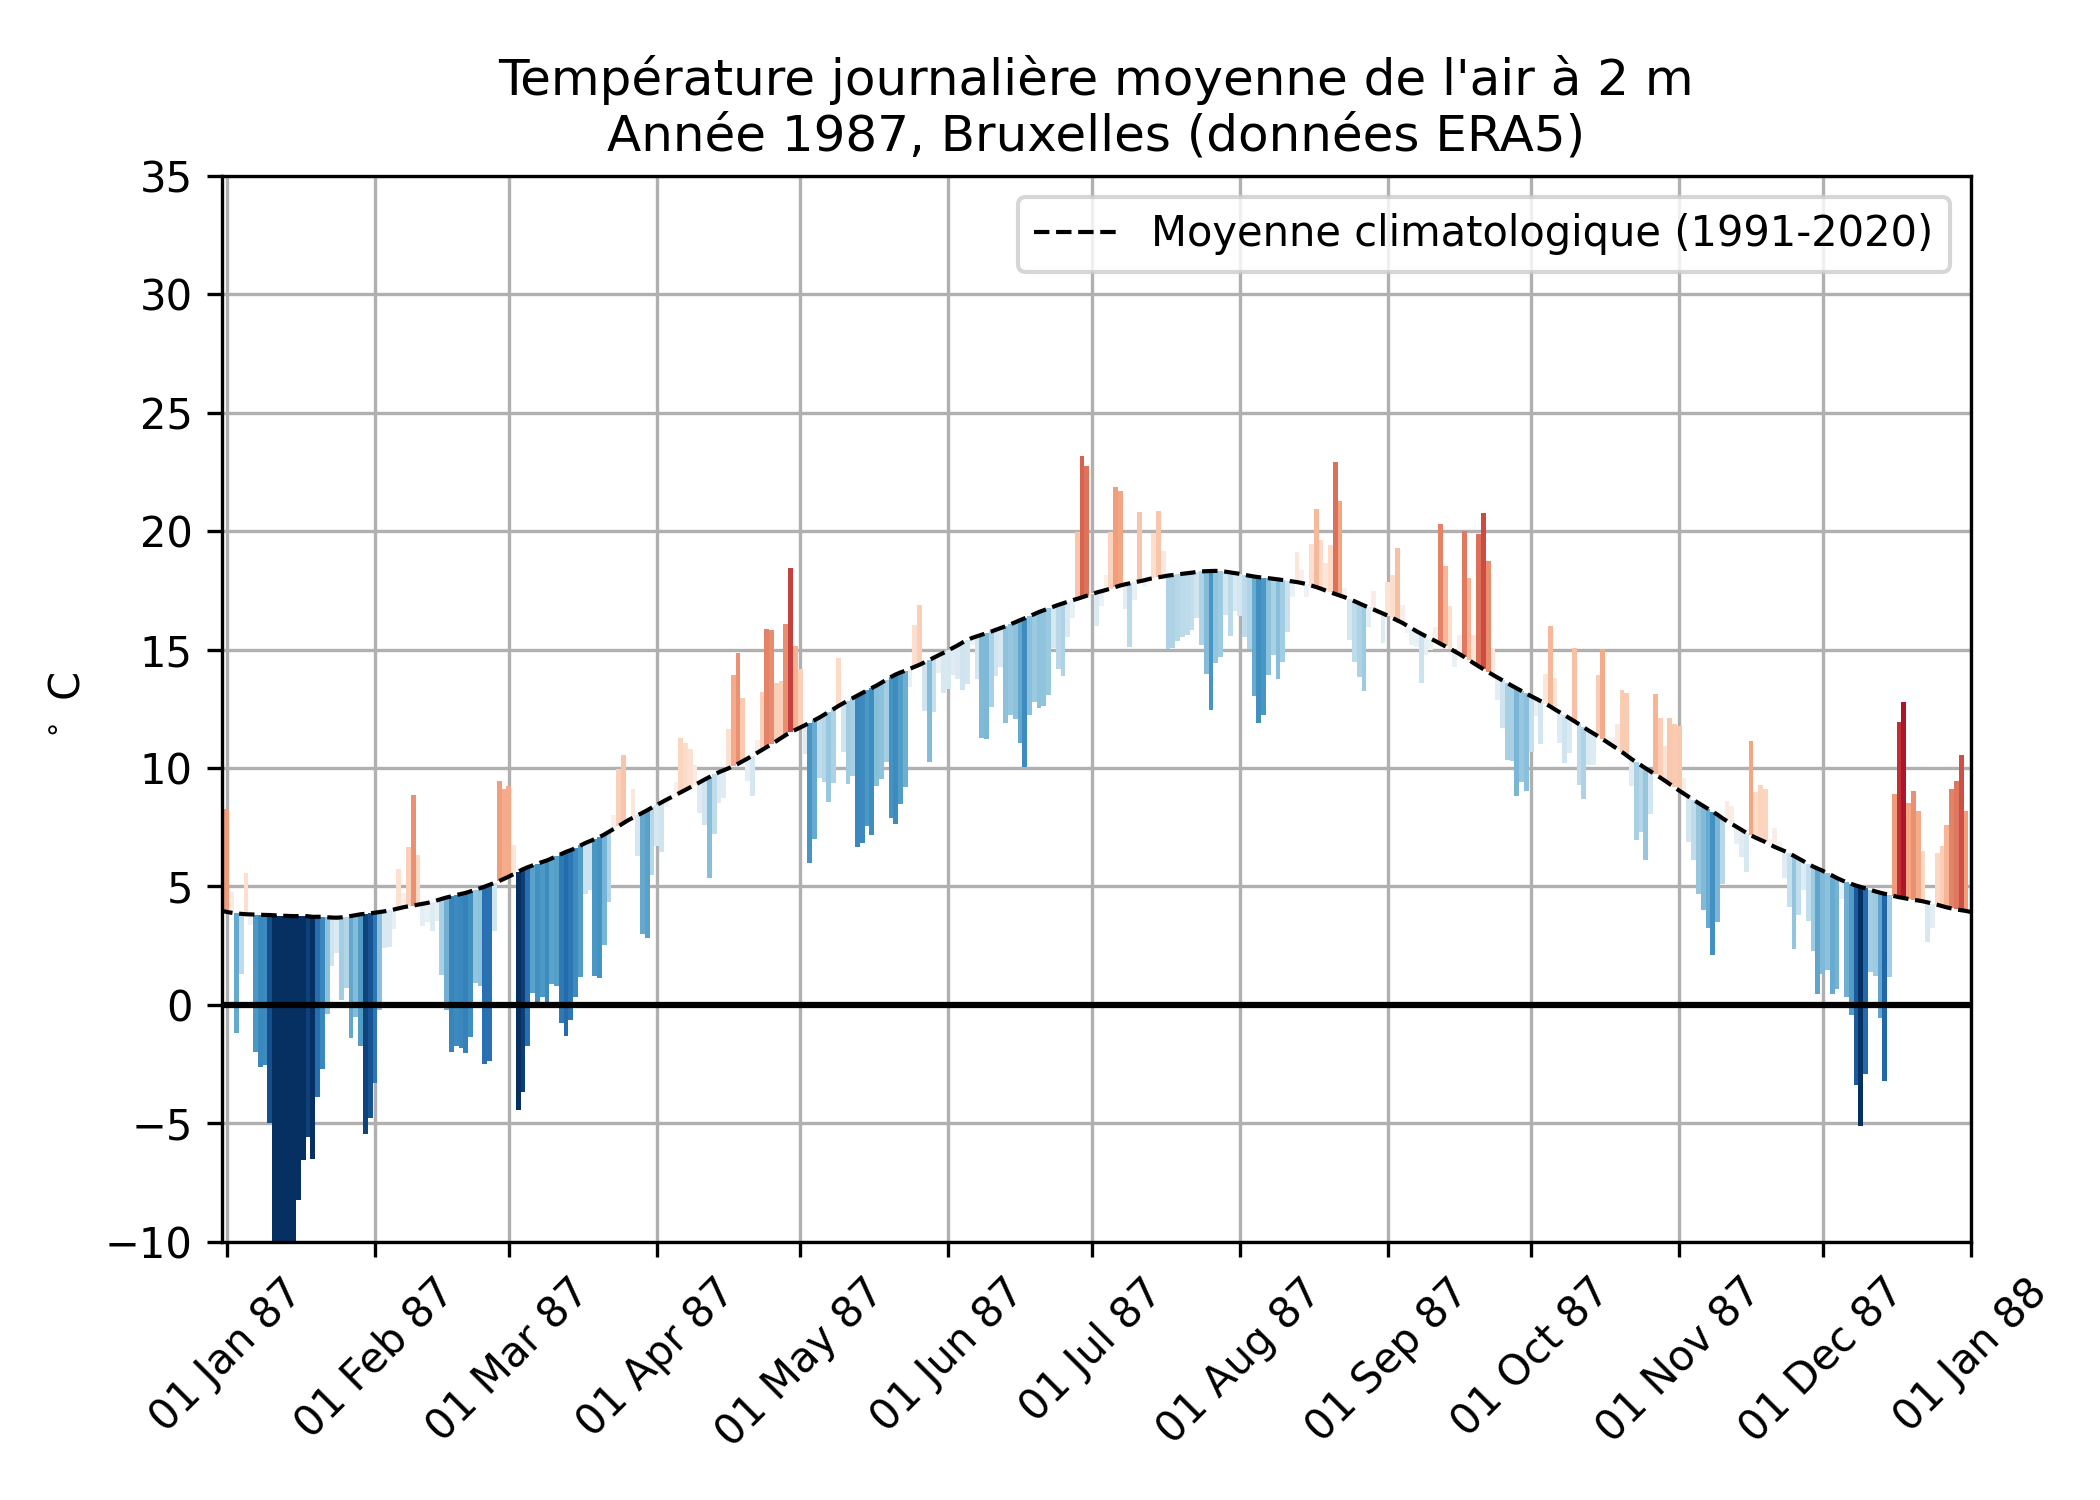 Température journalière moyenne de l'air à 2 m
Année 1987, Bruxelles (données ERA5)
Moyenne climatologique (1991-2020)
35
30
25
20
15
10
5
0
−5
−10
° C
01 Jan 87
01 Feb 87
01 Mar 87
01 Apr 87
01 May 87
01 Jun 87
01 Jul 87
01 Aug 87
01 Sep 87
01 Oct 87
01 Nov 87
01 Dec 87
01 Jan 88